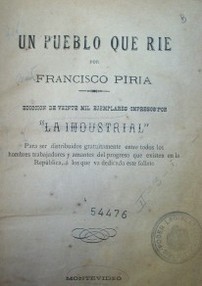 UN PUEBLO QUE RIE
POR
FRANCISCO PIRIA
EDICCION DE VEINTE MIL EJEMPLARES IMPRESOS POR
"LA INDUSTRIAL"
Para ser distribuidos gratuitamente entre todos los
hombres trabajadores y amantes del progreso que existen en la
República, á los que va dedicado este folleto
54476
MONTEVIDEO